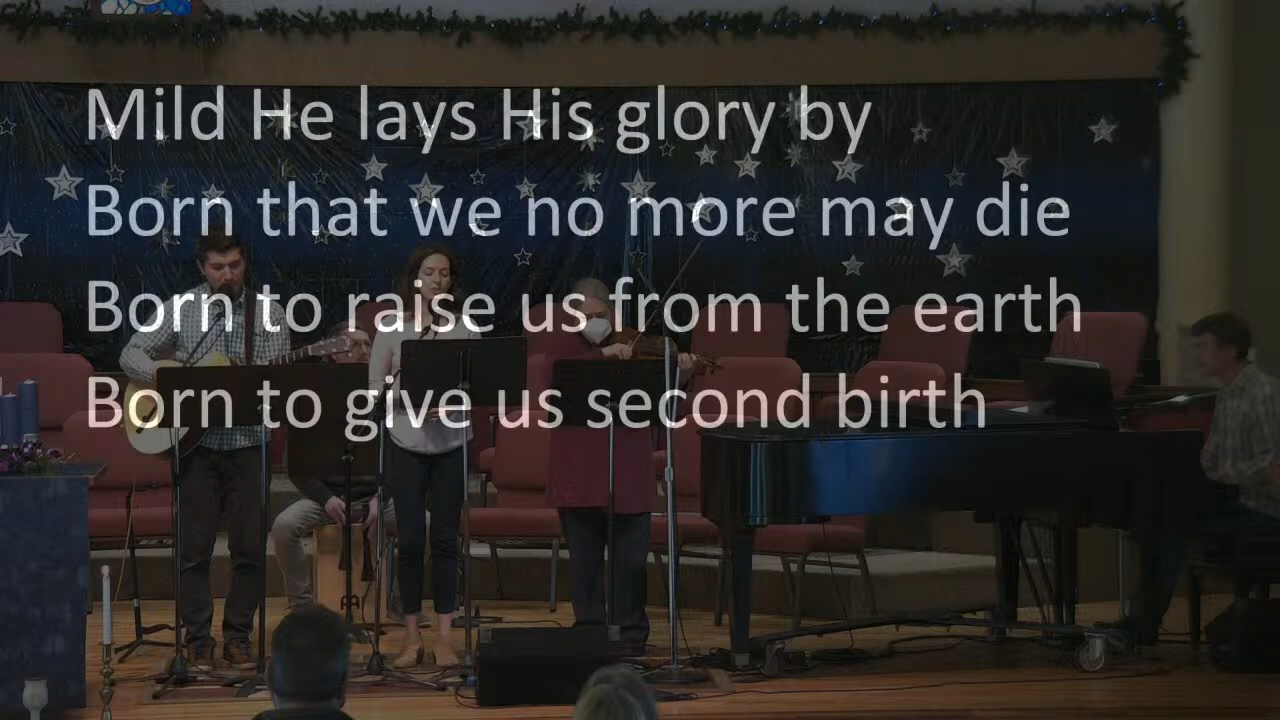 Mild He lays His glory by
Born that we no more may die
Born to raise us from the earth
Born to give us second birth